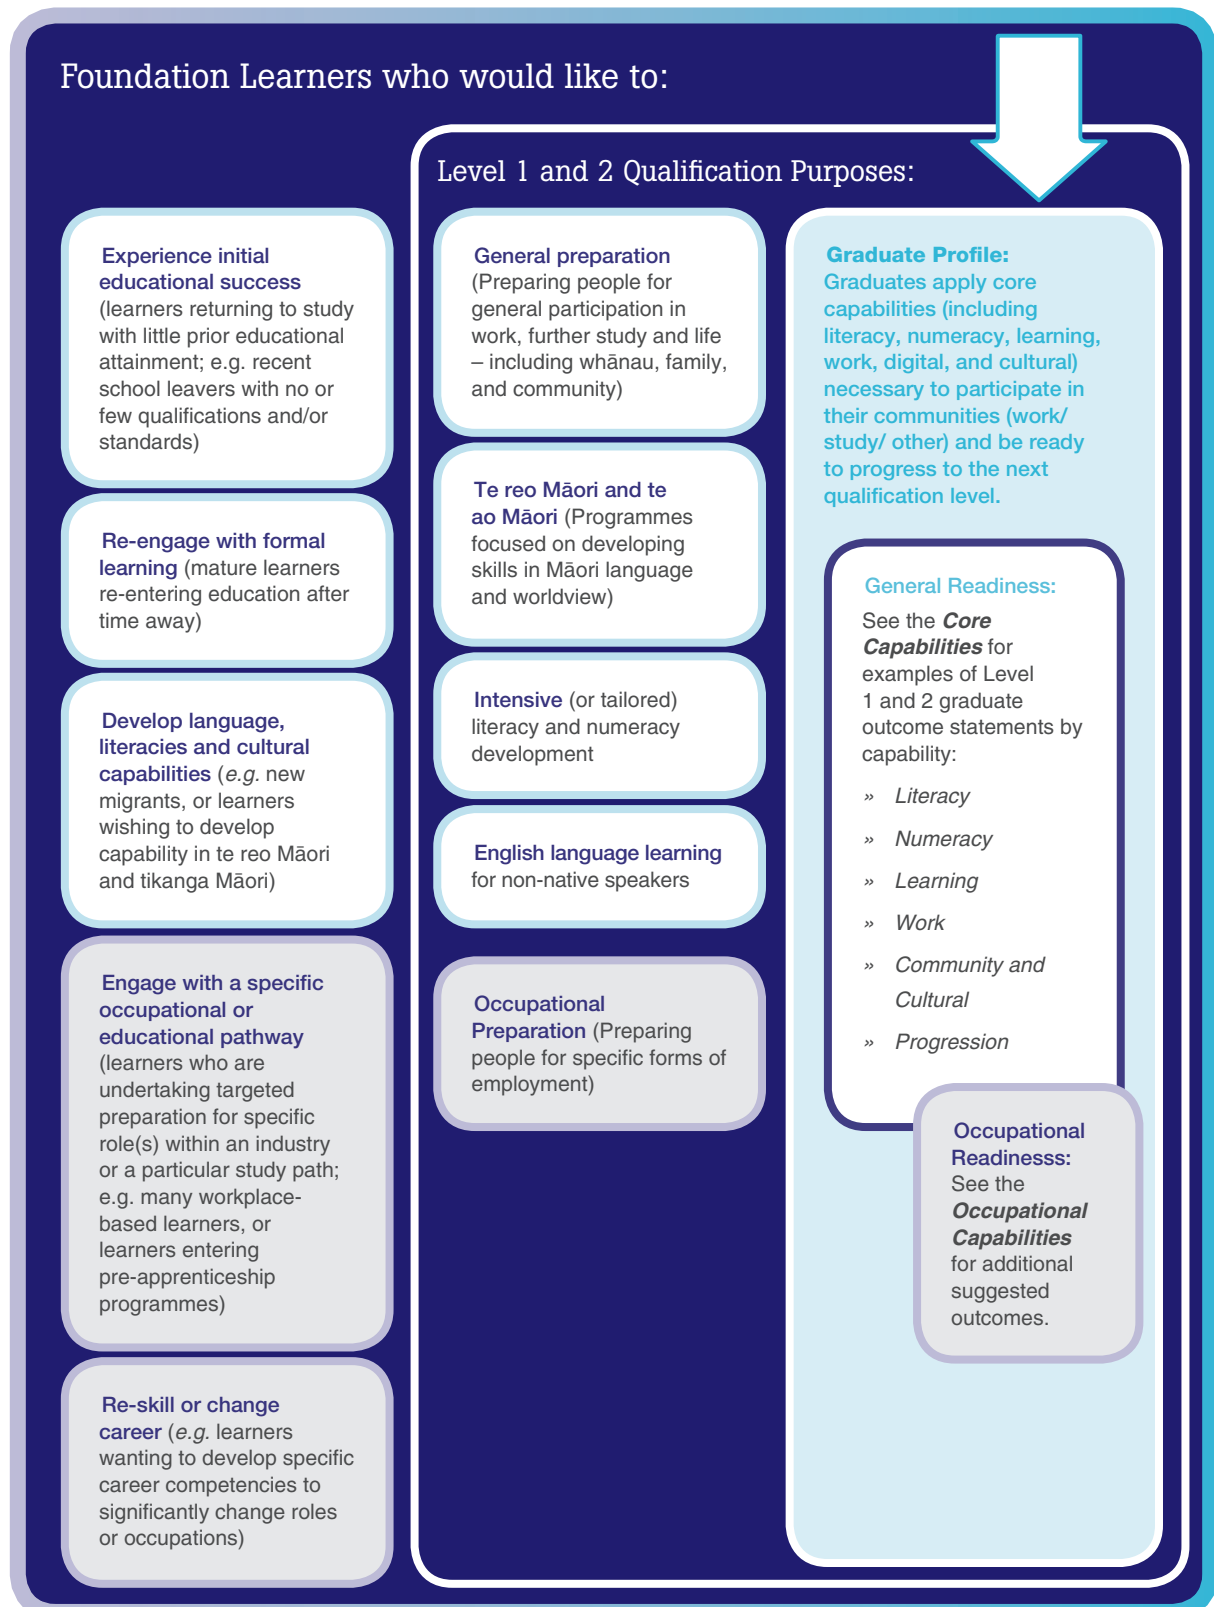 Foundation Learners who would like to:
Experience initial
educational success
(learners returning to study
with little prior educational
attainment; e.g. recent
school leavers with no or
few qualifications and/or
standards)
Re-engage with formal
learning (mature learners
re-entering education after
time away)
Develop language,
literacies and cultural
capabilities (e.g. new
migrants, or learners
wishing to develop
capability in te reo Māori
and tikanga Māori)
Engage with a specific
occupational or
educational pathway
(learners who are
undertaking targeted
preparation for specific
role(s) within an industry
or a particular study path;
e.g. many workplace-
based learners, or
learners entering
pre-apprenticeship
programmes)
Re-skill or change
career (e.g. learners
wanting to develop specific
career competencies to
significantly change roles
or occupations)
Level 1 and 2 Qualification Purposes:
General preparation
(Preparing people for
general participation in
work, further study and life
– including whānau, family,
and community)
Te reo Māori and te
ao Māori (Programmes
focused on developing
skills in Māori language
and worldview)
Intensive (or tailored)
literacy and numeracy
development
English language learning
for non-native speakers
Occupational
Preparation (Preparing
people for specific forms of
employment)
Graduate Profile:
Graduates apply core
capabilities (including
literacy, numeracy, learning,
work, digital, and cultural)
necessary to participate in
their communities (work/
study/ other) and be ready
to progress to the next
qualification level.
General Readiness:
See the Core
Capabilities for
examples of Level
1 and 2 graduate
outcome statements by
capability:
» Literacy
» Numeracy
» Learning
» Work
» Community and
Cultural
» Progression
Occupational
Readinesss:
See the
Occupational
Capabilities
for additional
suggested
outcomes.